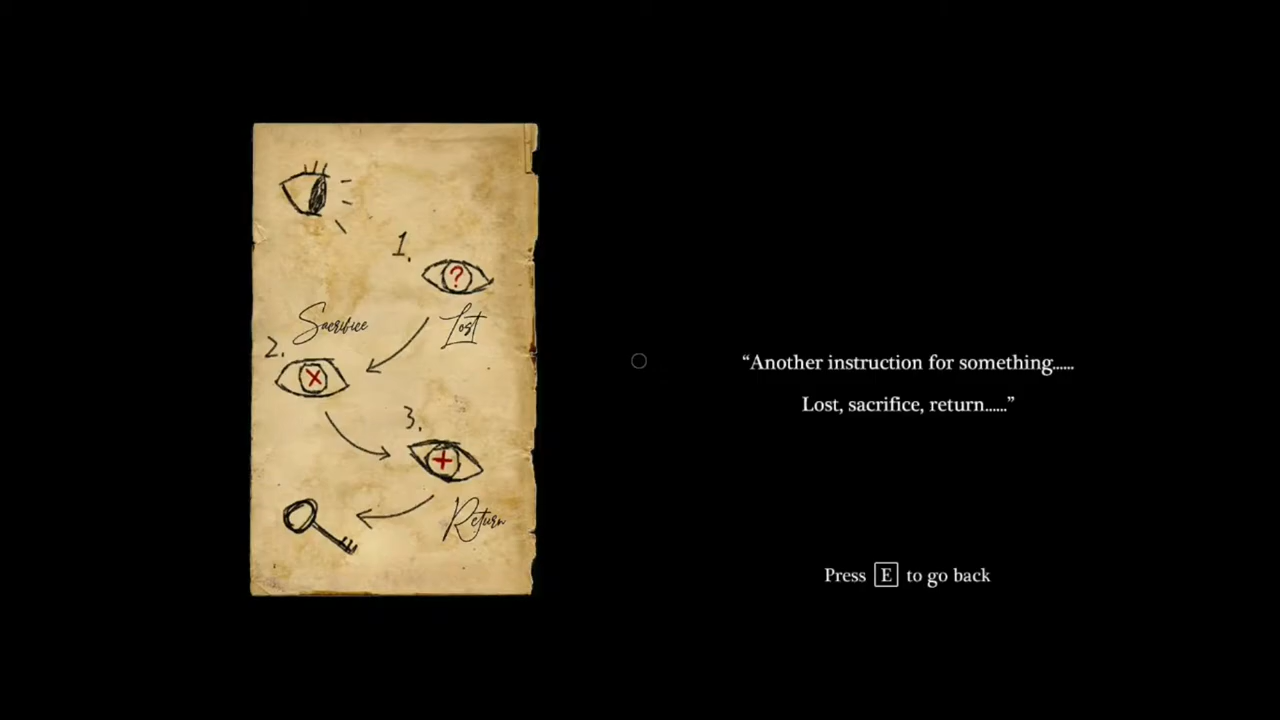 1.
?
Sacrifice
Lost
2.
3.
Return
“Another instruction for something......
Lost, sacrifice, return......”
Press E to go back